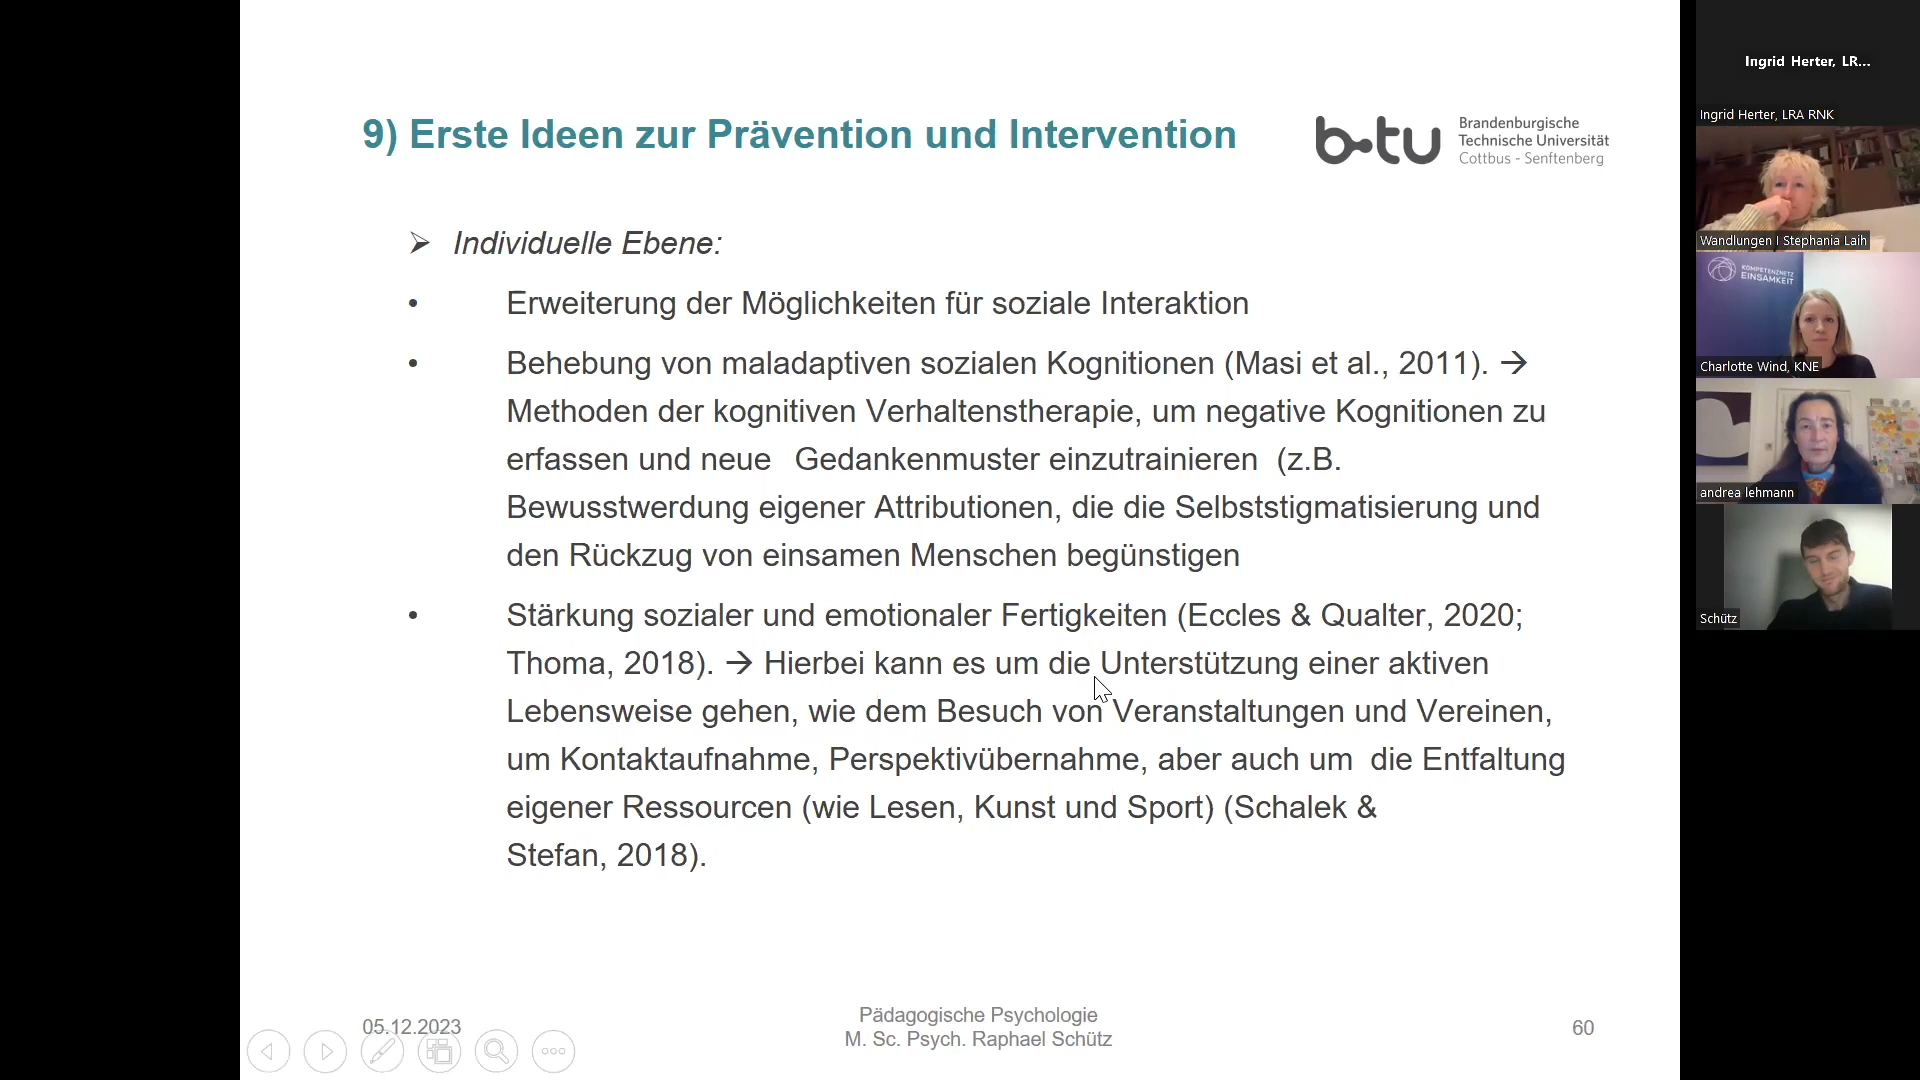 9) Erste Ideen zur Prävention und Intervention
b-tu
Brandenburgische
Technische Universität
Cottbus - Senftenberg
➢ Individuelle Ebene:
• Erweiterung der Möglichkeiten für soziale Interaktion
• Behebung von maladaptiven sozialen Kognitionen (Masi et al., 2011). →
Methoden der kognitiven Verhaltenstherapie, um negative Kognitionen zu
erfassen und neue Gedankenmuster einzutrainieren (z.B.
Bewusstwerdung eigener Attributionen, die die Selbststigmatisierung und
den Rückzug von einsamen Menschen begünstigen
• Stärkung sozialer und emotionaler Fertigkeiten (Eccles & Qualter, 2020;
Thoma, 2018). → Hierbei kann es um die Unterstützung einer aktiven
Lebensweise gehen, wie dem Besuch von Veranstaltungen und Vereinen,
um Kontaktaufnahme, Perspektivübernahme, aber auch um die Entfaltung
eigener Ressourcen (wie Lesen, Kunst und Sport) (Schalek &
Stefan, 2018).
05.12.2023
Pädagogische Psychologie
M. Sc. Psych. Raphael Schütz
60
Ingrid Herter, LR...
Ingrid Herter, LRA RNK
Wandlungen I Stephania Laih
KOMPETENZNETZ
EINSAMKEIT
Charlotte Wind, KNE
andrea lehmann
Schütz